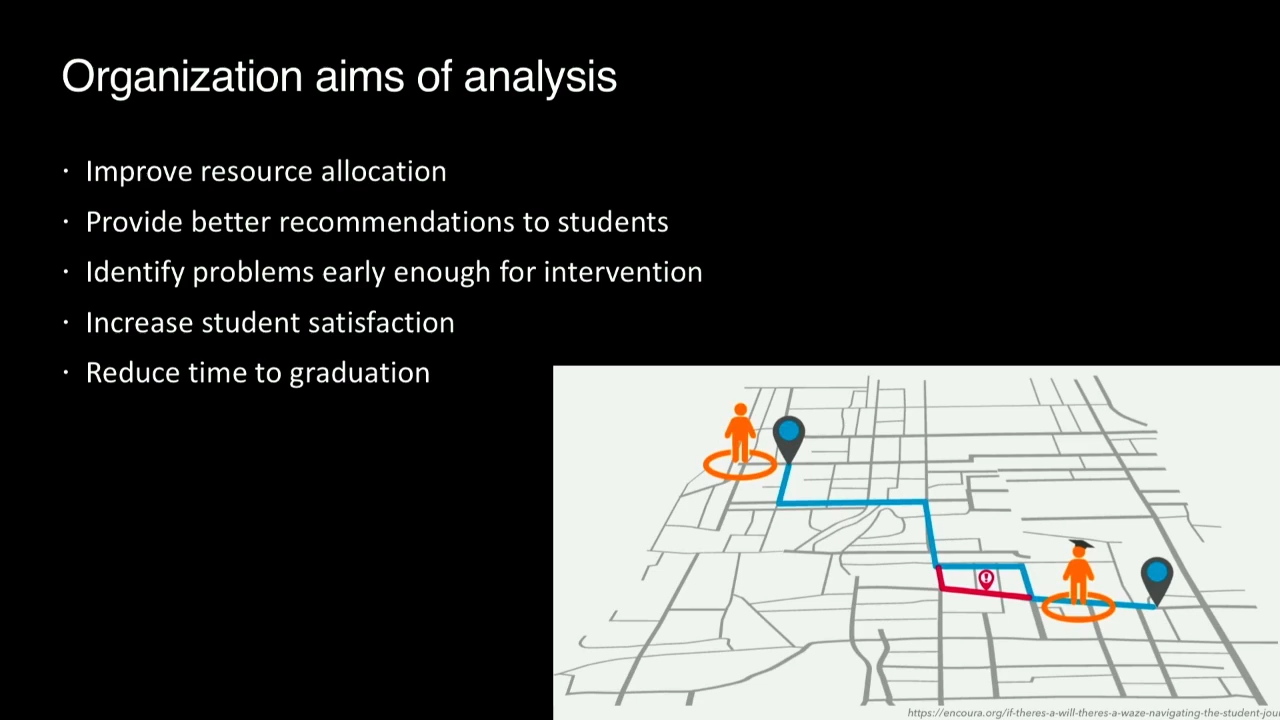 Organization aims of analysis
· Improve resource allocation
· Provide better recommendations to students
· Identify problems early enough for intervention
· Increase student satisfaction
· Reduce time to graduation
https://encoura.org/if-theres-a-will-theres-a-waze-navigating-the-student-jou